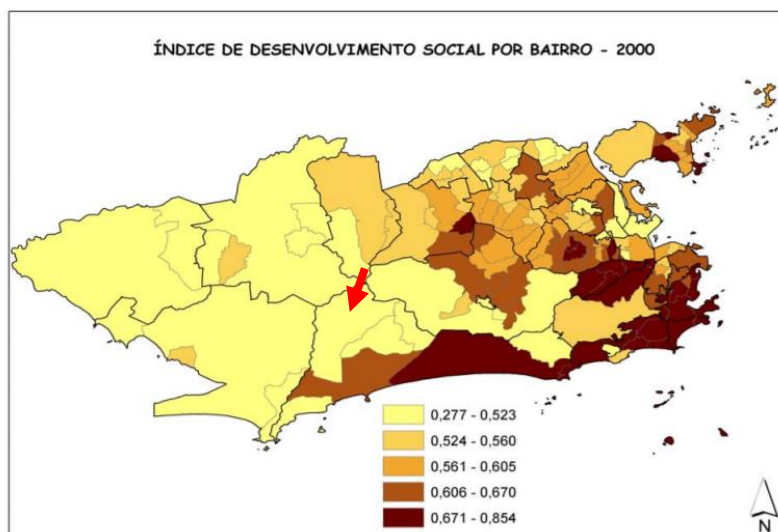 ÍNDICE DE DESENVOLVIMENTO SOCIAL POR BAIRRO - 2000
0,277 - 0,523
0,524 - 0,560
0,561 - 0,605
0,606 - 0,670
0,671 - 0,854
N